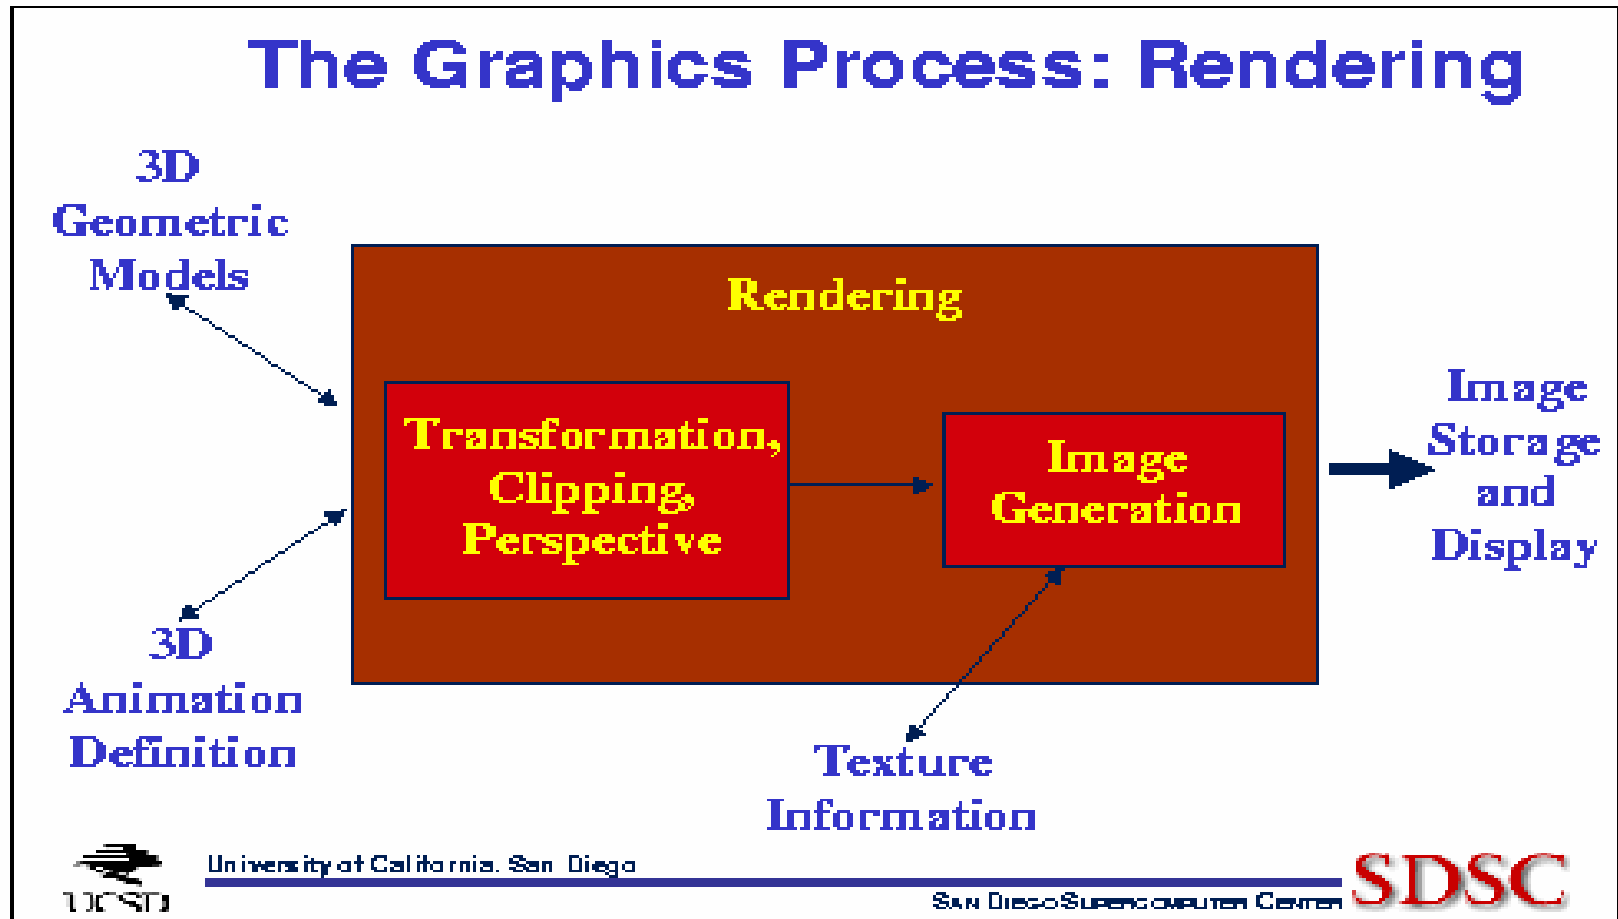 The Graphics Process: Rendering
3D
Geometric
Models
Rendering
Transformation,
Clipping,
Perspective
Image
Generation
Image
Storage
and
Display
3D
Animation
Definition
Texture
Information
UCSD
University of California, San Diego
SAN DIEGO SUPERCOMPUTER CENTER
SDSC